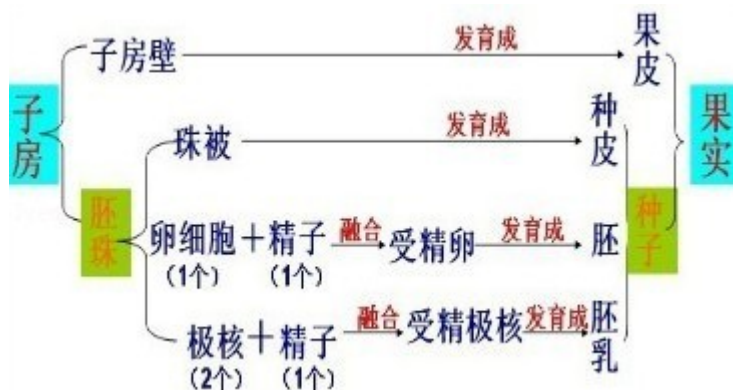 子房
子房壁 发育成 果皮
胚珠
珠被 发育成 种皮
卵细胞＋精子 融合 受精卵 发育成 胚
（1个） （1个）
极核＋精子 融合 受精极核 发育成 胚乳
（2个） （1个）
种子
果实